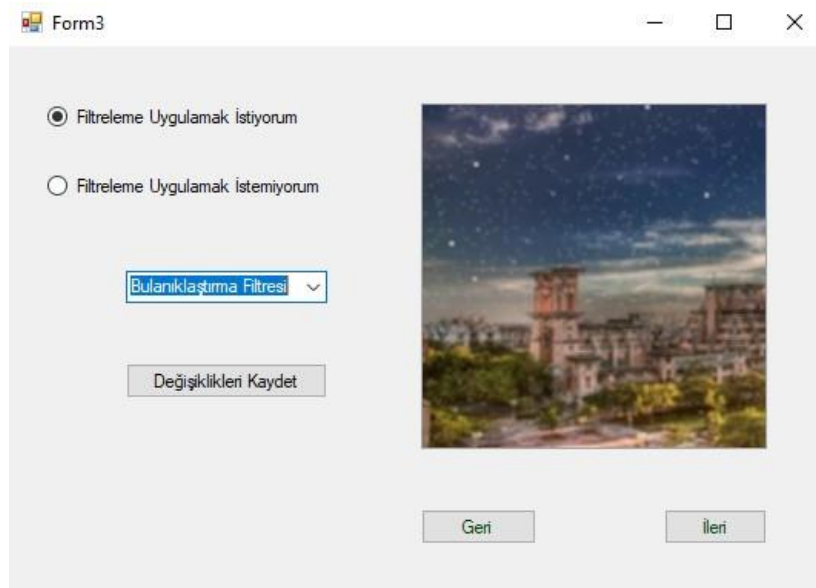 Form3
Filtreleme Uygulamak İstiyorum
Filtreleme Uygulamak İstemiyorum
Bulanıklaştırma Filtresi
Değişiklikleri Kaydet
Geri
İleri